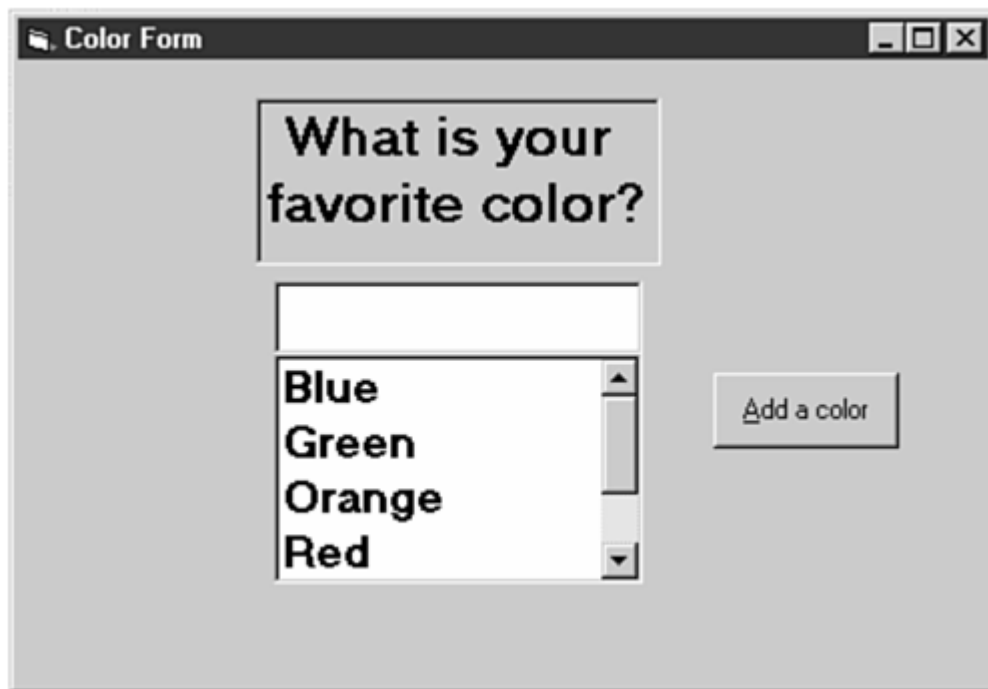 Color Form
What is your
favorite color?
Blue
Green
Orange
Red
Add a color